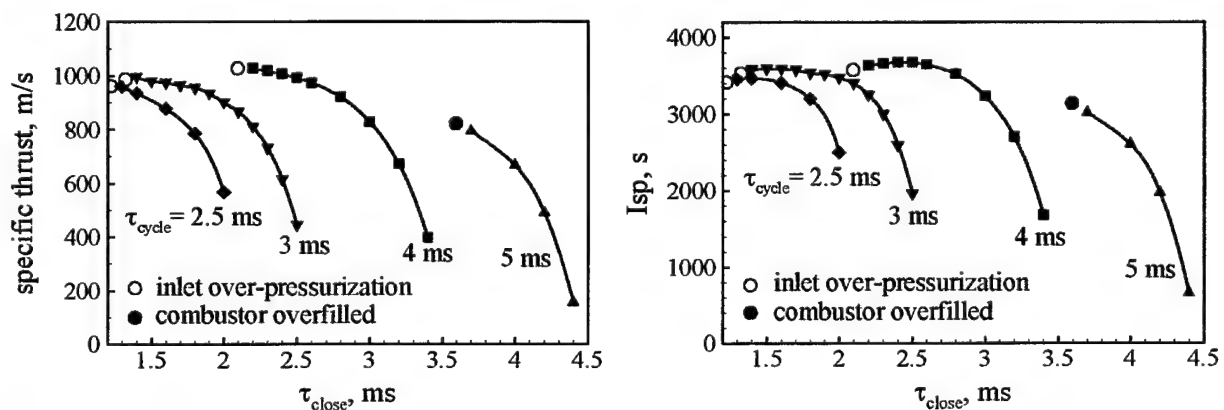 1200
1000
800
600
400
200
0
specific thrust, m/s
τcycle = 2.5 ms
3 ms
4 ms
5 ms
○ inlet over-pressurization
● combustor overfilled
1.5 2 2.5 3 3.5 4 4.5
τclose, ms
4000
3000
2000
1000
0
Isp, s
τcycle = 2.5 ms
3 ms
4 ms
5 ms
○ inlet over-pressurization
● combustor overfilled
1.5 2 2.5 3 3.5 4 4.5
τclose, ms